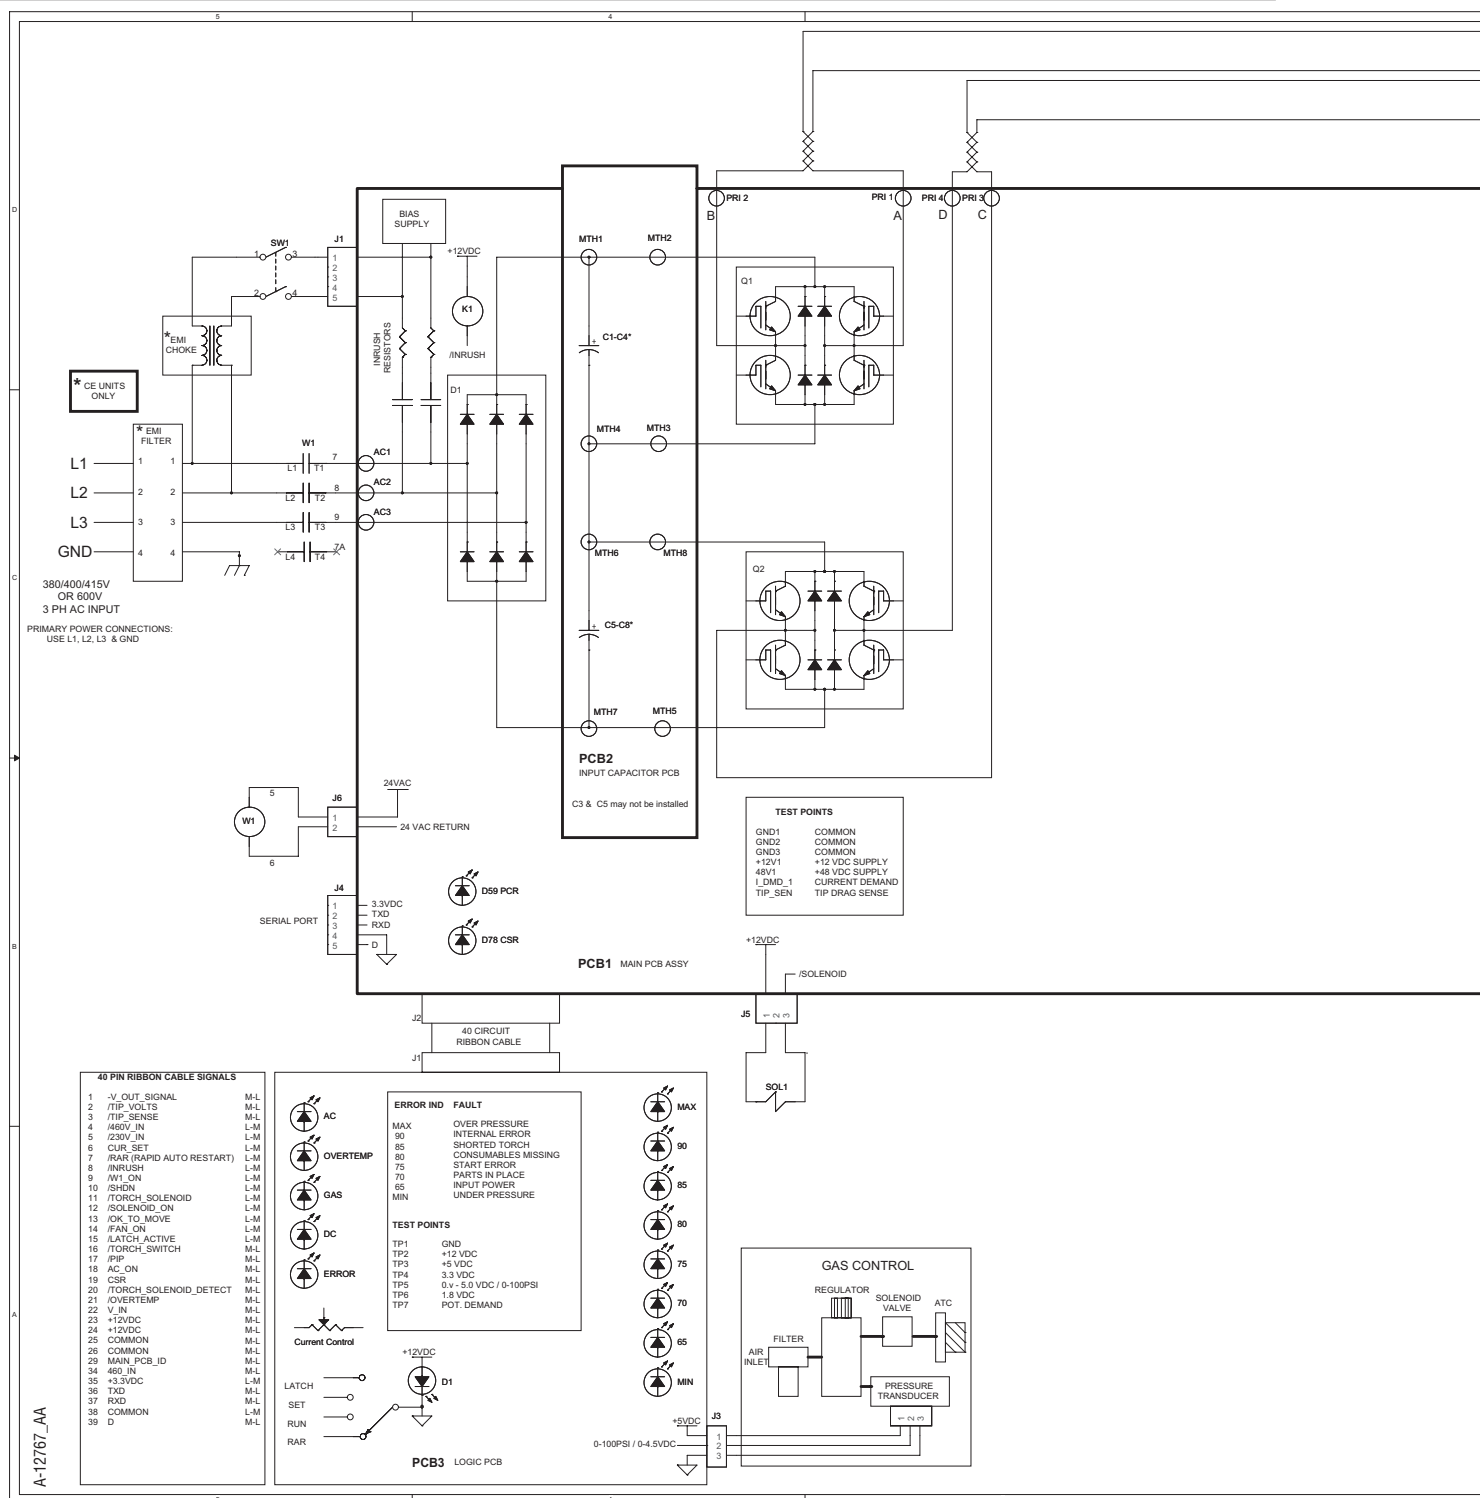 5
4
D
C
B
A
PRI 2
B
PRI 1
A
PRI 4
D
PRI 3
C
BIAS
SUPPLY
J1
1
2
3
4
5
SW1
1
3
2
4
+12VDC
K1
/INRUSH
INRUSH
RESISTORS
* EMI
CHOKE
* CE UNITS
ONLY
* EMI
FILTER
L1
L2
L3
GND
1 1
2 2
3 3
4 4
W1
L1 T1 7
L2 T2 8
L3 T3 9
L4 T4 7A
AC1
AC2
AC3
D1
380/400/415V
OR 600V
3 PH AC INPUT
PRIMARY POWER CONNECTIONS:
USE L1, L2, L3 & GND
MTH1
MTH2
+
C1-C4*
MTH4
MTH3
MTH6
MTH8
+
C5-C8*
MTH7
MTH5
PCB2
INPUT CAPACITOR PCB
C3 & C5 may not be installed
Q1
Q2
5
W1
6
J6
1
2
24VAC
24 VAC RETURN
J4
SERIAL PORT
1
2
3
4
5
3.3VDC
TXD
RXD
D
D59 PCR
D78 CSR
PCB1 MAIN PCB ASSY
TEST POINTS
GND1 COMMON
GND2 COMMON
GND3 COMMON
+12V1 +12 VDC SUPPLY
48V1 +48 VDC SUPPLY
I_DMD_1 CURRENT DEMAND
TIP_SEN TIP DRAG SENSE
+12VDC
/SOLENOID
J5
1 2 3
SOL1
J2
40 CIRCUIT
RIBBON CABLE
J1
40 PIN RIBBON CABLE SIGNALS
1 -V_OUT_SIGNAL M-L
2 /TIP_VOLTS M-L
3 /TIP_SENSE M-L
4 /460V_IN L-M
5 /230V_IN L-M
6 CUR_SET L-M
7 /RAR (RAPID AUTO RESTART) L-M
8 /INRUSH L-M
9 /W1_ON L-M
10 /SHDN L-M
11 /TORCH_SOLENOID L-M
12 /SOLENOID_ON L-M
13 /OK_TO_MOVE L-M
14 /FAN_ON L-M
15 /LATCH_ACTIVE L-M
16 /TORCH_SWITCH M-L
17 /PIP M-L
18 AC_ON M-L
19 CSR M-L
20 /TORCH_SOLENOID_DETECT M-L
21 /OVERTEMP M-L
22 V_IN M-L
23 +12VDC M-L
24 +12VDC M-L
25 COMMON M-L
26 COMMON M-L
29 MAIN_PCB_ID M-L
34 460_IN M-L
35 +3.3VDC L-M
36 TXD M-L
37 RXD M-L
38 COMMON L-M
39 D M-L
A-12767_AA
AC
OVERTEMP
GAS
DC
ERROR
Current Control
ERROR IND FAULT
MAX OVER PRESSURE
90 INTERNAL ERROR
85 SHORTED TORCH
80 CONSUMABLES MISSING
75 START ERROR
70 PARTS IN PLACE
65 INPUT POWER
MIN UNDER PRESSURE
TEST POINTS
TP1 GND
TP2 +12 VDC
TP3 +5 VDC
TP4 3.3 VDC
TP5 0.v - 5.0 VDC / 0-100PSI
TP6 1.8 VDC
TP7 POT. DEMAND
MAX
90
85
80
75
70
65
MIN
LATCH
SET
RUN
RAR
+12VDC
D1
PCB3 LOGIC PCB
+5VDC
0-100PSI / 0-4.5VDC
J3
1
2
3
GAS CONTROL
REGULATOR
SOLENOID
VALVE
ATC
FILTER
AIR
INLET
PRESSURE
TRANSDUCER
1 2 3